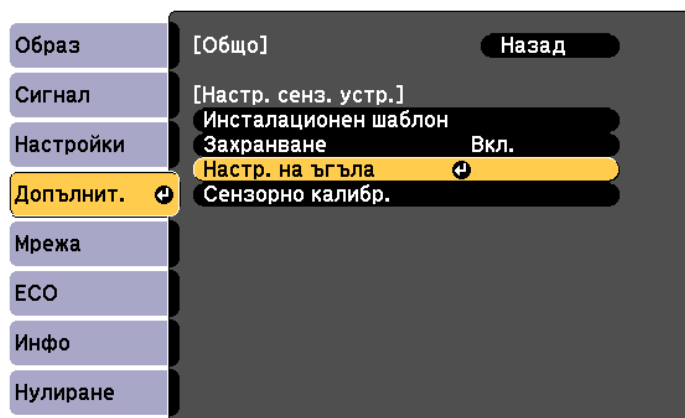 Образ
Сигнал
Настройки
Допълнит.
Мрежа
ECO
Инфо
Нулиране
[Общо] Назад
[Настр. сенз. устр.]
Инсталационен шаблон
Захранване Вкл.
Настр. на ъгъла
Сензорно калибр.